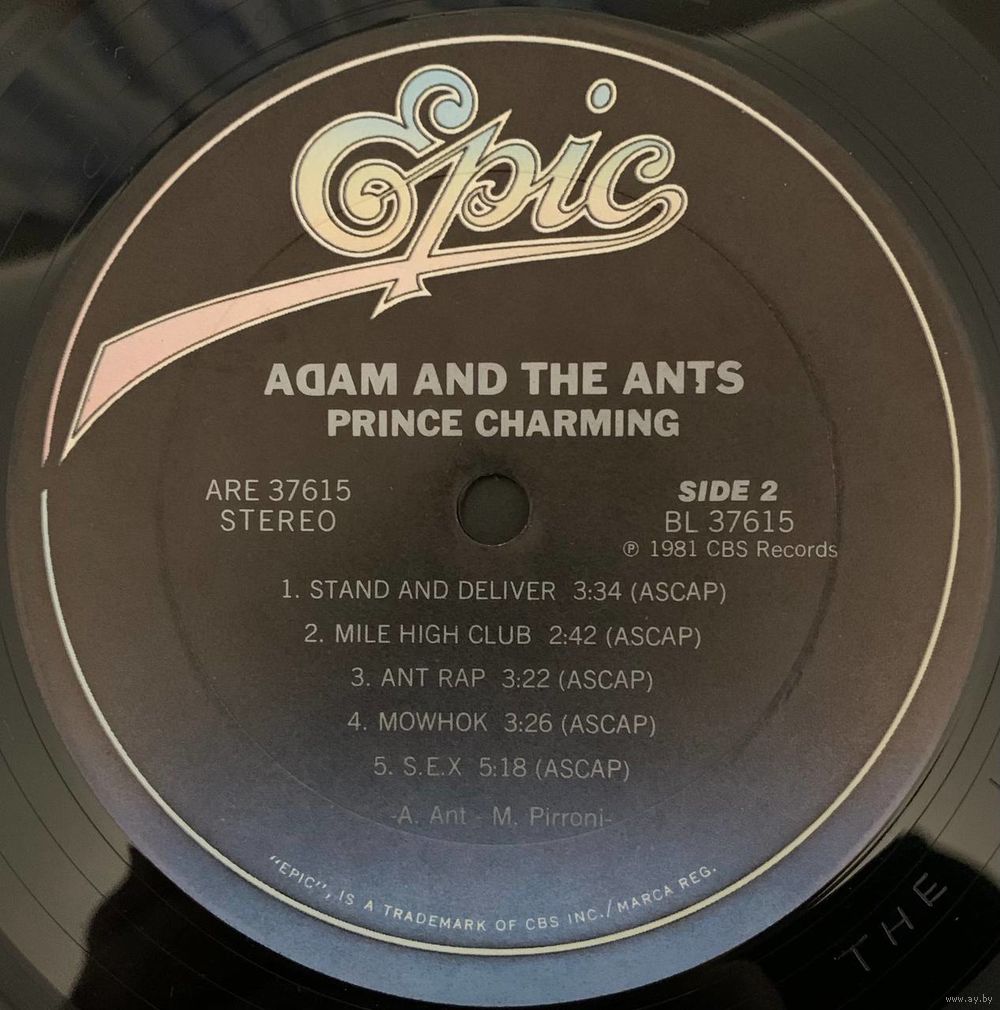 Epic
ADAM AND THE ANTS
PRINCE CHARMING
ARE 37615
STEREO
SIDE 2
BL 37615
℗ 1981 CBS Records
1. STAND AND DELIVER 3:34 (ASCAP)
2. MILE HIGH CLUB 2:42 (ASCAP)
3. ANT RAP 3:22 (ASCAP)
4. MOWHOK 3:26 (ASCAP)
5. S.E.X 5:18 (ASCAP)
-A. Ant - M. Pirroni-
"EPIC", IS A TRADEMARK OF CBS INC./MARCA REG.
THE
www.ay.by